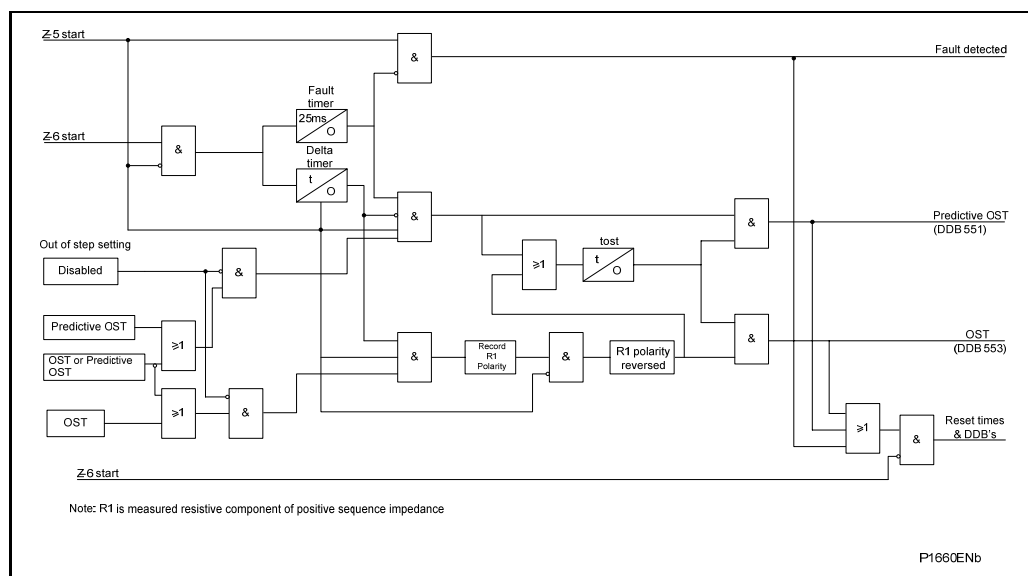 Z-5 start
&
Fault detected
Fault
timer
25ms
O
Z-6 start
&
Delta
timer
t
O
&
&
Predictive OST
(DDB 551)
Out of step setting
Disabled
&
tost
≥1
t
O
Predictive OST
≥1
OST or Predictive
OST
&
Record
R1
Polarity
&
R1 polarity
reversed
&
OST
(DDB 553)
OST
≥1
&
≥1
&
Reset times
& DDB's
Z-6 start
Note: R1 is measured resistive component of positive sequence impedance
P1660ENb